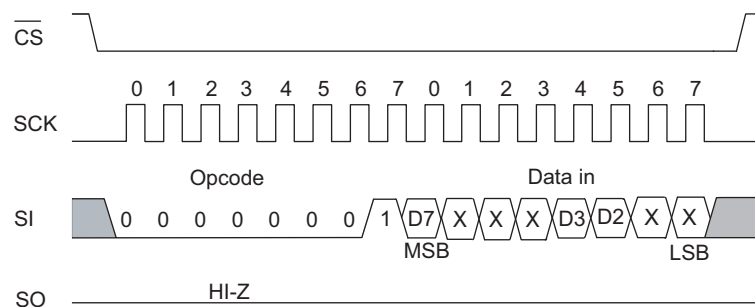 CS
0 1 2 3 4 5 6 7 0 1 2 3 4 5 6 7
SCK
Opcode Data in
SI 0 0 0 0 0 0 0 1 D7 X X X D3 D2 X X
MSB LSB
HI-Z
SO